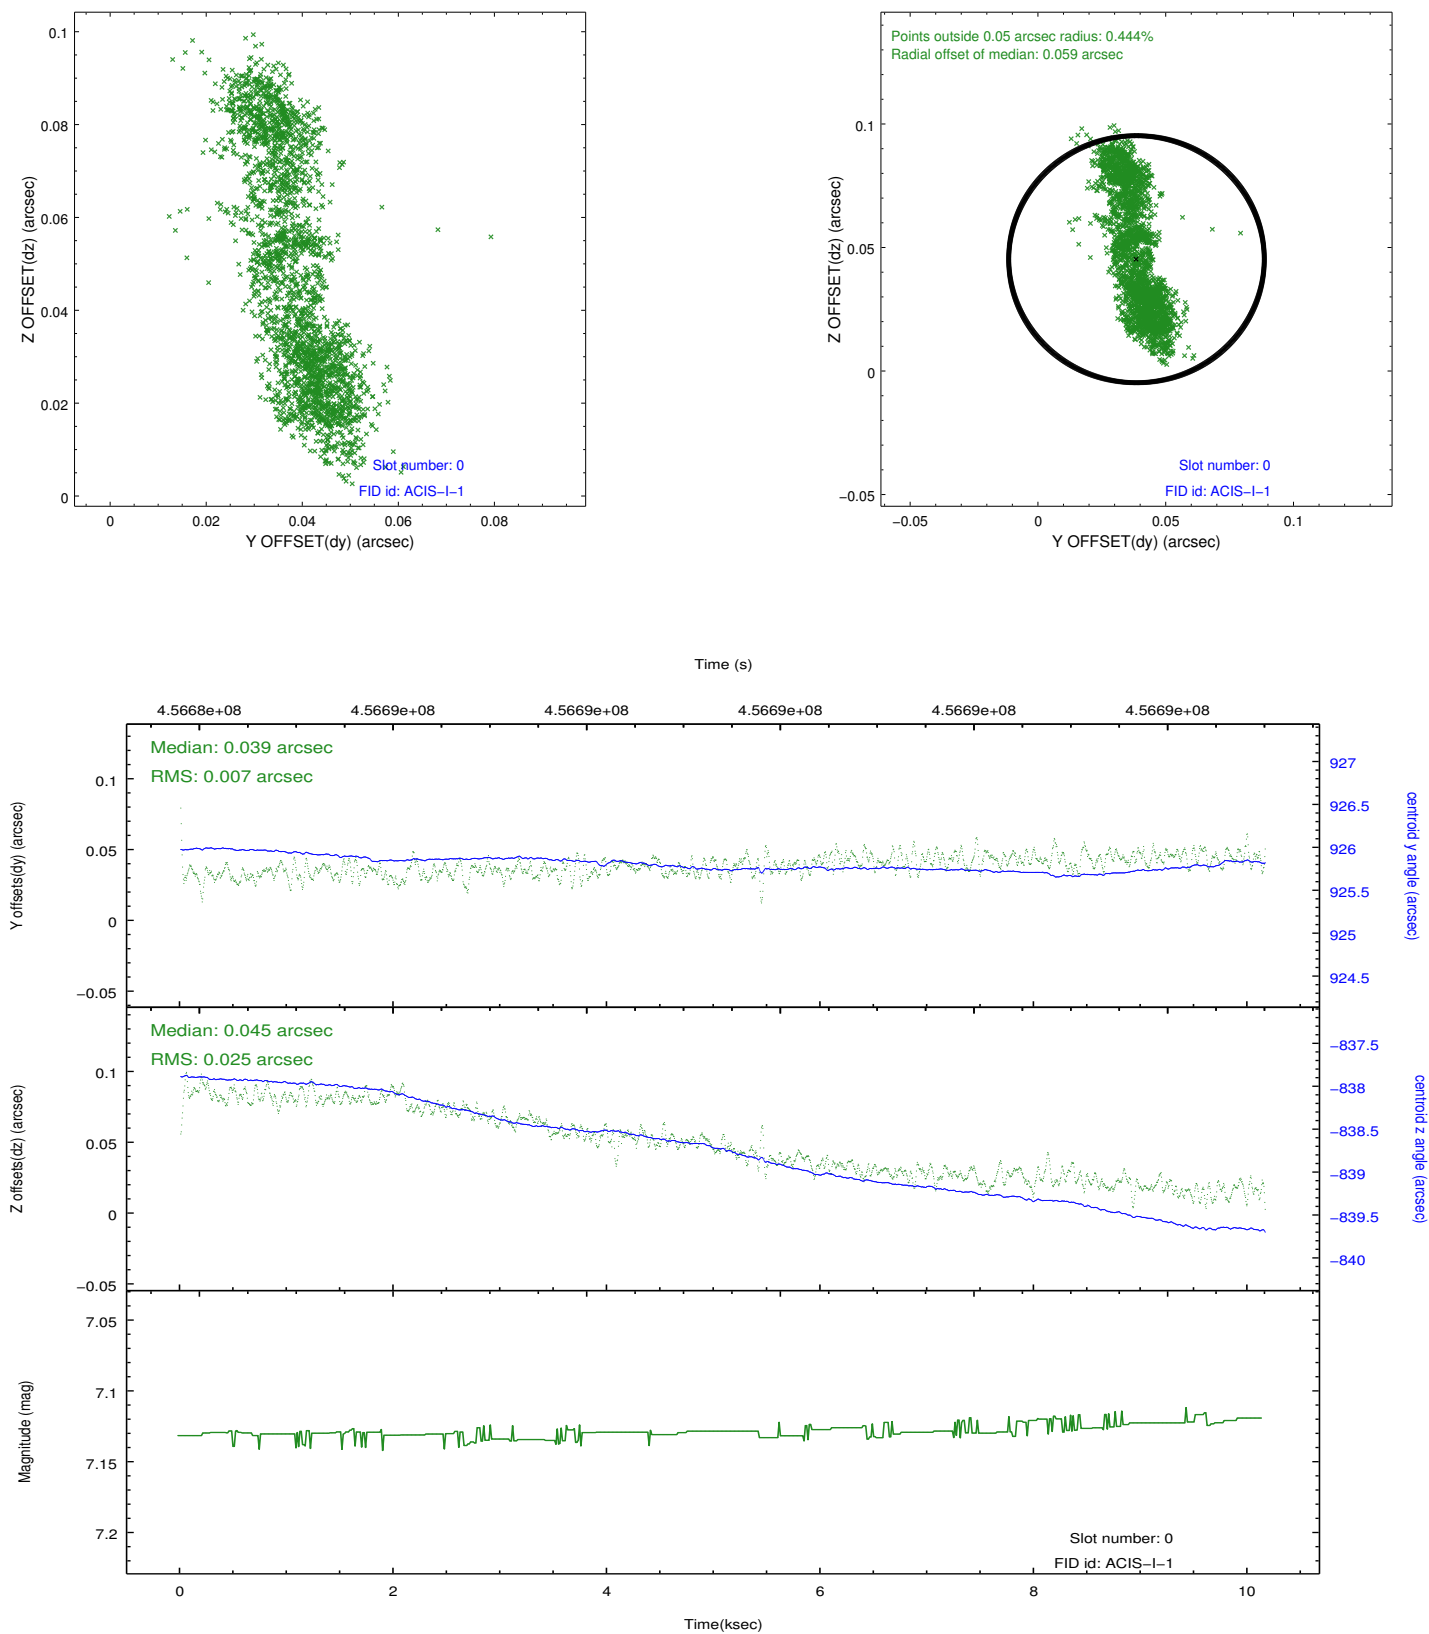 0.1
0.08
0.06
0.04
0.02
0
Z OFFSET(dz) (arcsec)
0
0.02
0.04
0.06
0.08
Y OFFSET(dy) (arcsec)
Slot number: 0
FID id: ACIS−I−1
Points outside 0.05 arcsec radius: 0.444%
Radial offset of median: 0.059 arcsec
0.1
0.05
0
−0.05
Z OFFSET(dz) (arcsec)
−0.05
0
0.05
0.1
Y OFFSET(dy) (arcsec)
Slot number: 0
FID id: ACIS−I−1
Time (s)
4.5668e+08
4.5669e+08
4.5669e+08
4.5669e+08
4.5669e+08
4.5669e+08
Median: 0.039 arcsec
RMS: 0.007 arcsec
0.1
0.05
0
−0.05
Y offsets(dy) (arcsec)
927
926.5
926
925.5
925
924.5
centroid y angle (arcsec)
Median: 0.045 arcsec
RMS: 0.025 arcsec
0.1
0.05
0
−0.05
Z offsets(dz) (arcsec)
−837.5
−838
−838.5
−839
−839.5
−840
centroid z angle (arcsec)
7.05
7.1
7.15
7.2
Magnitude (mag)
Slot number: 0
FID id: ACIS−I−1
0
2
4
6
8
10
Time(ksec)